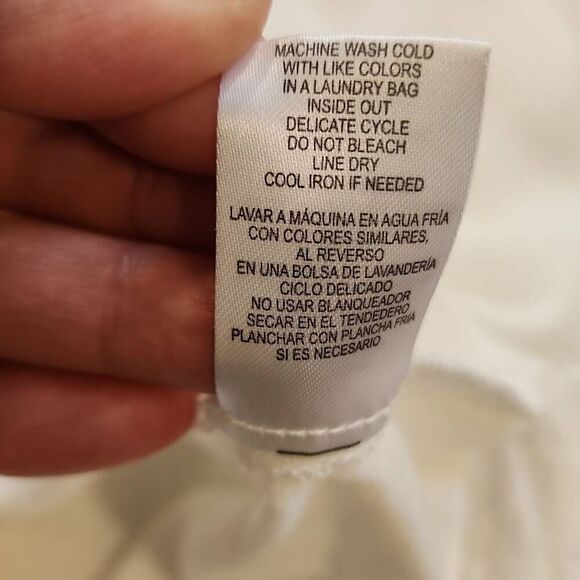 MACHINE WASH COLD
WITH LIKE COLORS
IN A LAUNDRY BAG
INSIDE OUT
DELICATE CYCLE
DO NOT BLEACH
LINE DRY
COOL IRON IF NEEDED
LAVAR A MÁQUINA EN AGUA FRÍA
CON COLORES SIMILARES,
AL REVERSO
EN UNA BOLSA DE LAVANDERÍA
CICLO DELICADO
NO USAR BLANQUEADOR
SECAR EN EL TENDEDERO
PLANCHAR CON PLANCHA FRIA
SI ES NECESARIO